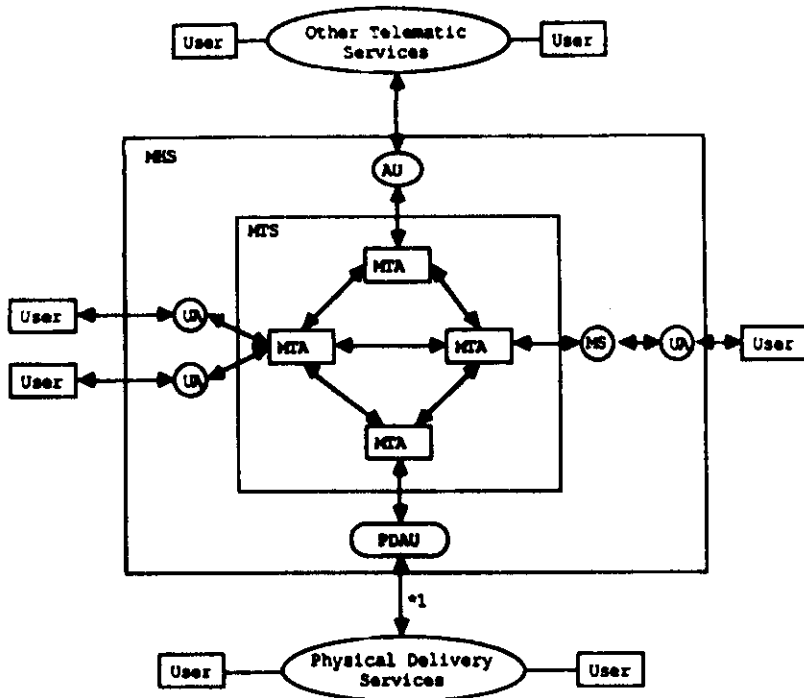 User
Other Telematic
Services
User
MHS
AU
MTS
MTA
User
UA
MTA
MTA
MS
UA
User
User
UA
MTA
PDAU
*1
User
Physical Delivery
Services
User